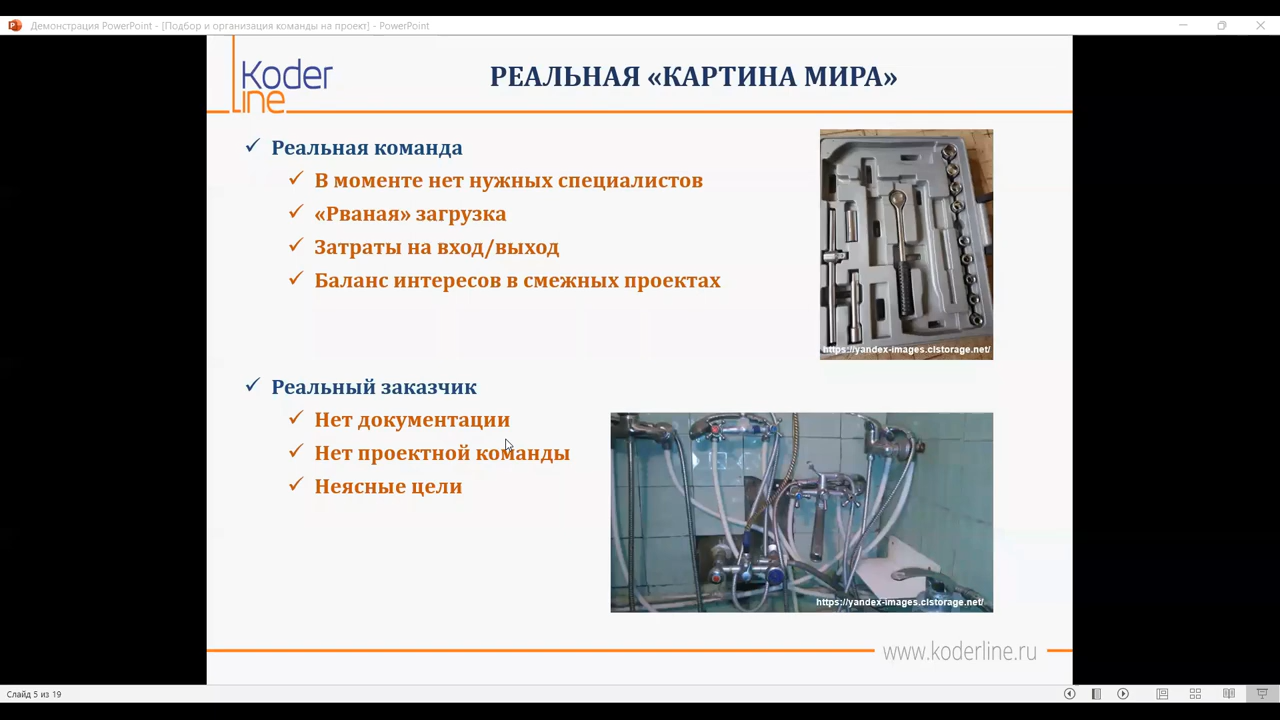 Демонстрация PowerPoint - [Подбор и организация команды на проект] - PowerPoint
Koder
line
РЕАЛЬНАЯ «КАРТИНА МИРА»
Реальная команда
В моменте нет нужных специалистов
«Рваная» загрузка
Затраты на вход/выход
Баланс интересов в смежных проектах
https://yandex-images.clstorage.net/
Реальный заказчик
Нет документации
Нет проектной команды
Неясные цели
https://yandex-images.clstorage.net/
www.koderline.ru
Слайд 5 из 19